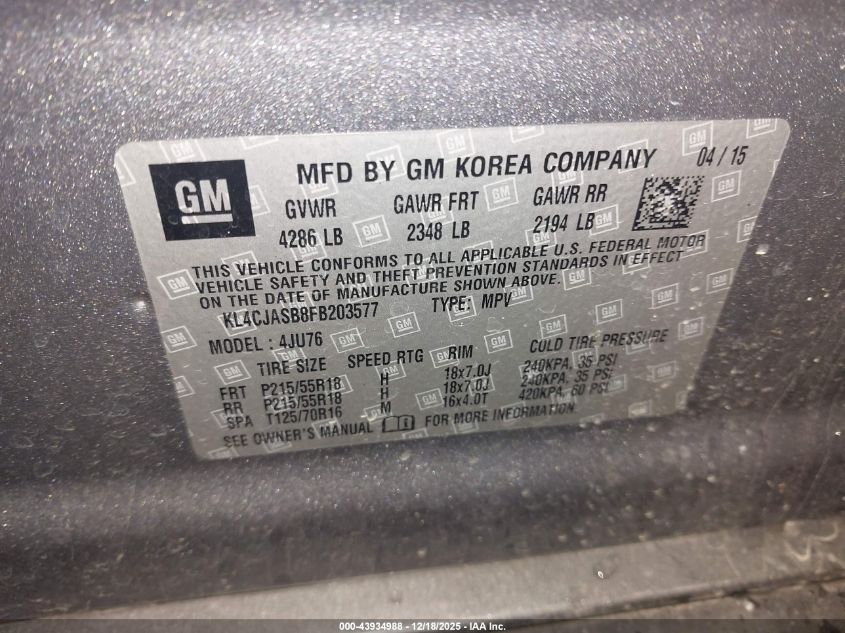 GM
MFD BY GM KOREA COMPANY 04 / 15
GVWR GAWR FRT GAWR RR
4286 LB 2348 LB 2194 LB
THIS VEHICLE CONFORMS TO ALL APPLICABLE U.S. FEDERAL MOTOR
VEHICLE SAFETY AND THEFT PREVENTION STANDARDS IN EFFECT
ON THE DATE OF MANUFACTURE SHOWN ABOVE.
KL4CJASB8FB203577 TYPE: MPV
MODEL : 4JU76
TIRE SIZE SPEED RTG RIM COLD TIRE PRESSURE
FRT P215/55R18 H 18x7.0J 240KPA, 35 PSI
RR P215/55R18 H 18x7.0J 240KPA, 35 PSI
SPA T125/70R16 M 16x4.0T 420KPA, 60 PSI
SEE OWNER'S MANUAL FOR MORE INFORMATION.
000-43934988 - 12/18/2025 - IAA Inc.